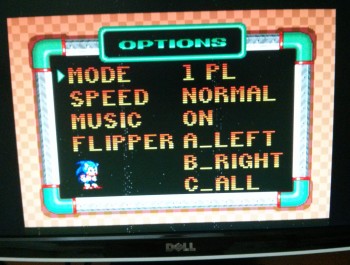 OPTIONS
MODE 1 PL
SPEED NORMAL
MUSIC ON
FLIPPER A_LEFT
B_RIGHT
C_ALL
DELL